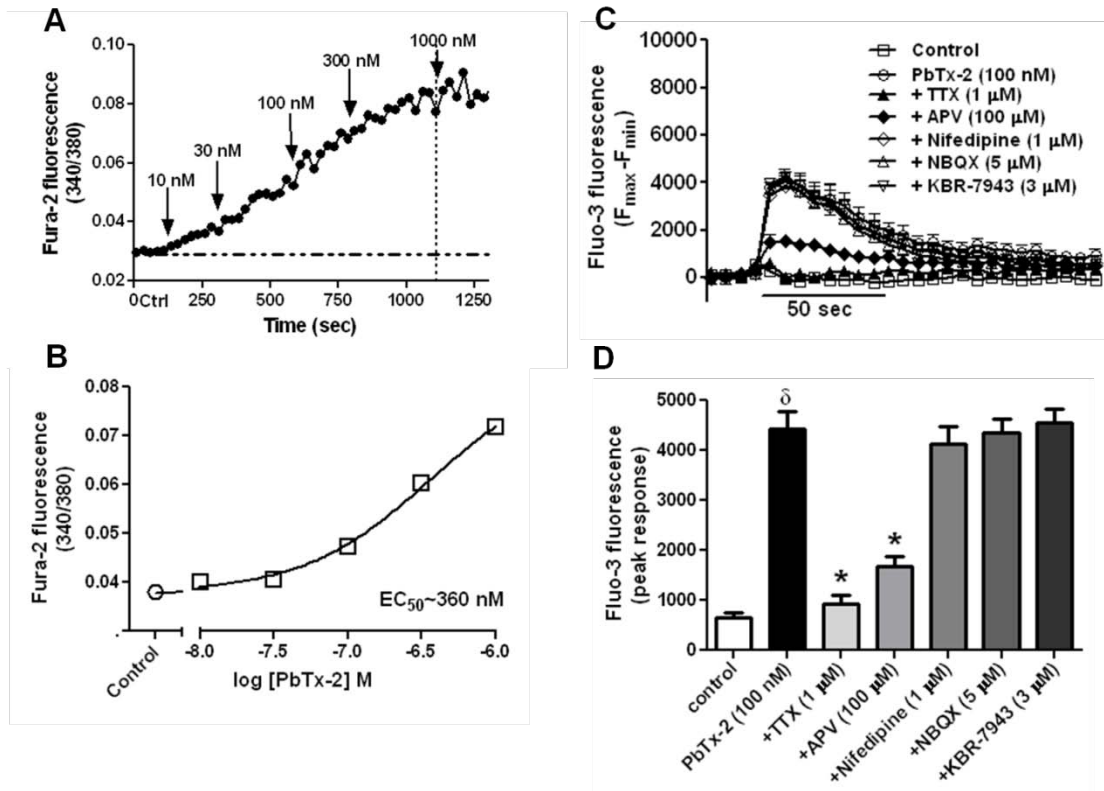 A
Fura-2 fluorescence
(340/380)
0.10
0.08
0.06
0.04
0.02
10 nM
30 nM
100 nM
300 nM
1000 nM
0Ctrl 250 500 750 1000 1250
Time (sec)
B
Fura-2 fluorescence
(340/380)
0.08
0.07
0.06
0.05
0.04
EC50~360 nM
Control -8.0 -7.5 -7.0 -6.5 -6.0
log [PbTx-2] M
C
Fluo-3 fluorescence
(Fmax-Fmin)
10000
8000
6000
4000
2000
0
Control
PbTx-2 (100 nM)
+ TTX (1 μM)
+ APV (100 μM)
+ Nifedipine (1 μM)
+ NBQX (5 μM)
+ KBR-7943 (3 μM)
50 sec
D
Fluo-3 fluorescence
(peak response)
5000
4000
3000
2000
1000
0
δ
*
*
control
PbTx-2 (100 nM)
+TTX (1 μM)
+APV (100 μM)
+Nifedipine (1 μM)
+NBQX (5 μM)
+KBR-7943 (3 μM)